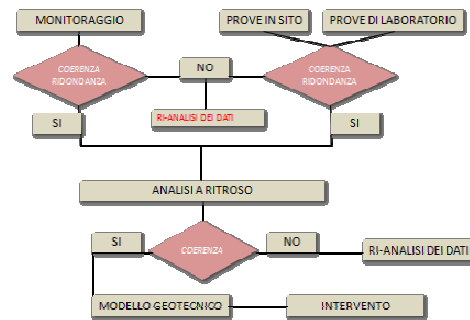 MONITORAGGIO
PROVE IN SITO
PROVE DI LABORATORIO
COERENZA
RIDONDANZA
NO
COERENZA
RIDONDANZA
RI-ANALISI DEI DATI
SI
SI
ANALISI A RITROSO
SI
COERENZA
NO
RI-ANALISI DEI DATI
MODELLO GEOTECNICO
INTERVENTO